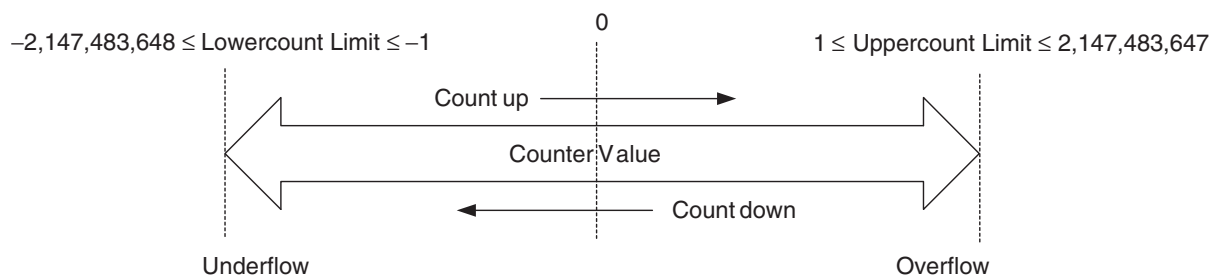 0
−2,147,483,648 ≤ Lowercount Limit ≤ −1
1 ≤ Uppercount Limit ≤ 2,147,483,647
Count up
Counter Value
Count down
Underflow
Overflow